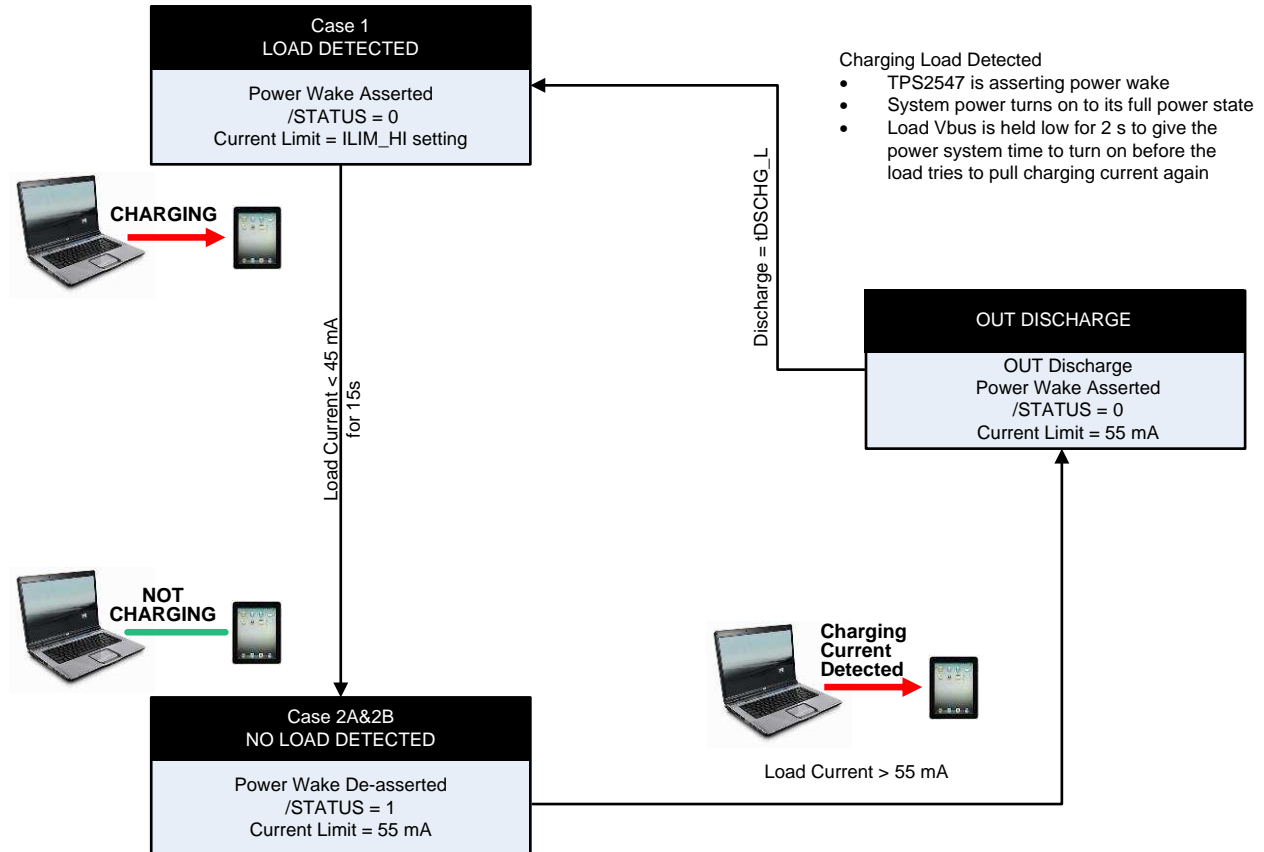 Case 1
LOAD DETECTED
Power Wake Asserted
/STATUS = 0
Current Limit = ILIM_HI setting
Charging Load Detected
• TPS2547 is asserting power wake
• System power turns on to its full power state
• Load Vbus is held low for 2 s to give the
power system time to turn on before the
load tries to pull charging current again
CHARGING
Discharge = tDSCHG_L
Load Current < 45 mA
for 15s
OUT DISCHARGE
OUT Discharge
Power Wake Asserted
/STATUS = 0
Current Limit = 55 mA
NOT
CHARGING
Charging
Current
Detected
Load Current > 55 mA
Case 2A&2B
NO LOAD DETECTED
Power Wake De-asserted
/STATUS = 1
Current Limit = 55 mA